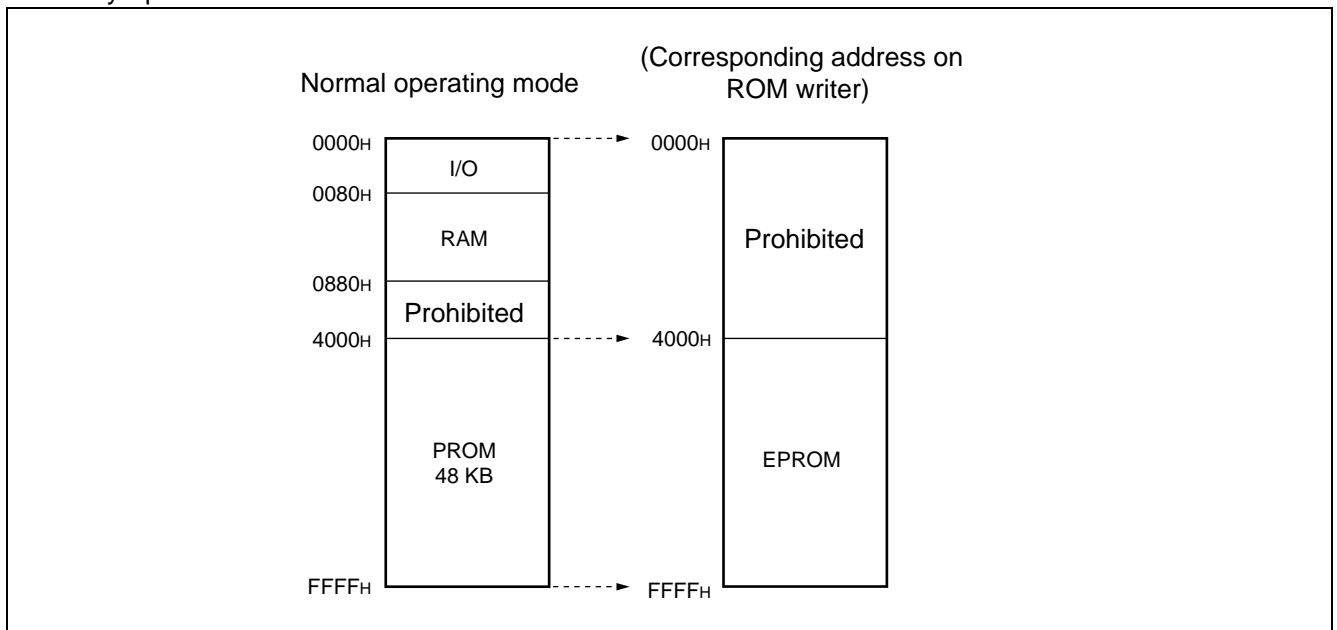 Normal operating mode
(Corresponding address on
ROM writer)
0000H
I/O
0080H
RAM
0880H
Prohibited
4000H
PROM
48 KB
FFFFH
0000H
Prohibited
4000H
EPROM
FFFFH